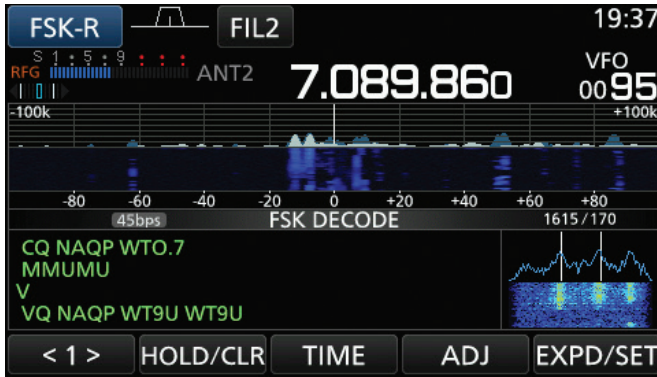 FSK-R FIL2 19:37
S 1 : 5 : 9 : : :
RFG ANT2 7.089.860 VFO 00 95
-100k +100k
-80 -60 -40 -20 0 +20 +40 +60 +80
45bps FSK DECODE 1615/170
CQ NAQP WTO.7
MMUMU
V
VQ NAQP WT9U WT9U
< 1 > HOLD/CLR TIME ADJ EXPD/SET